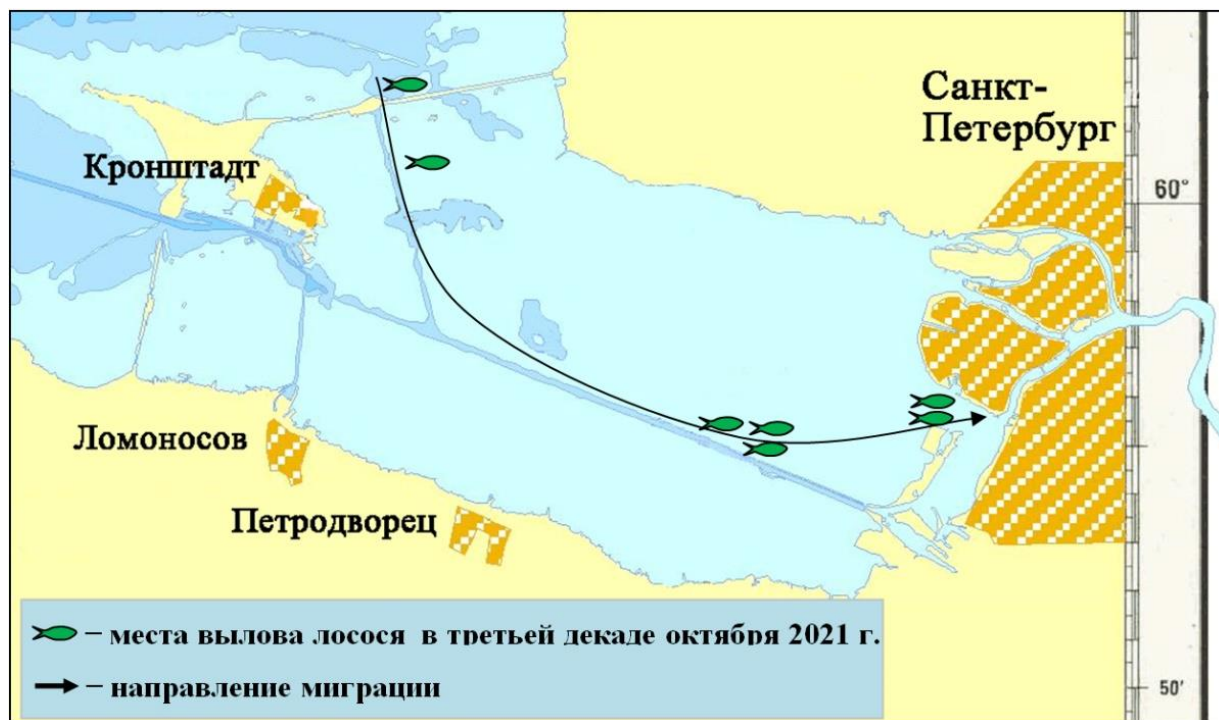 Санкт-
Петербург
Кронштадт
60°
Ломоносов
Петродворец
– места вылова лосося в третьей декаде октября 2021 г.
– направление миграции
50'